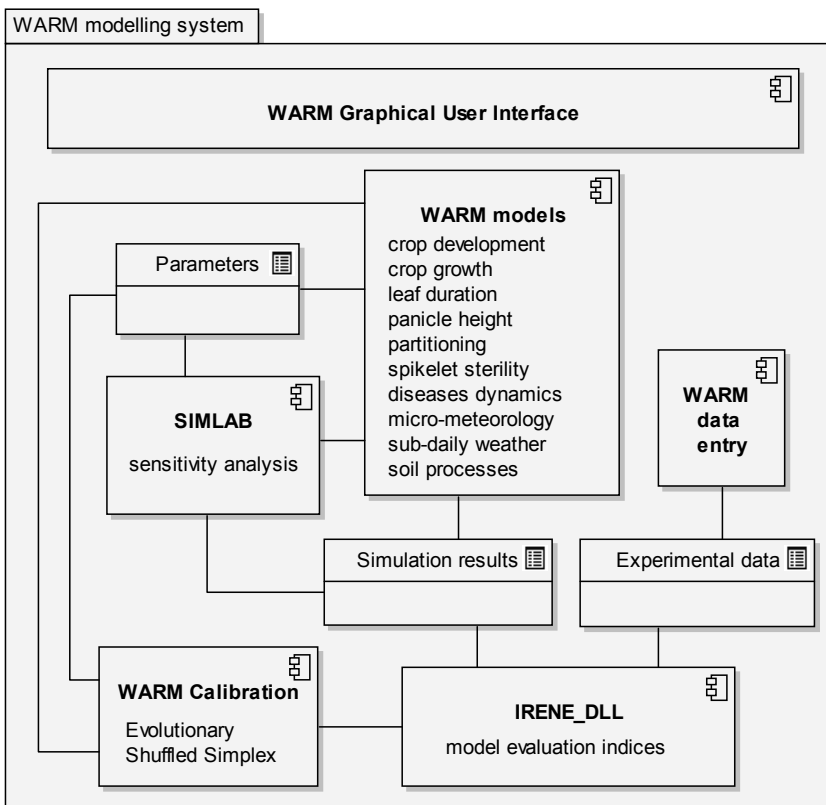 WARM modelling system
WARM Graphical User Interface
WARM models
crop development
crop growth
leaf duration
panicle height
partitioning
spikelet sterility
diseases dynamics
micro-meteorology
sub-daily weather
soil processes
Parameters
SIMLAB
sensitivity analysis
WARM
data
entry
Simulation results
Experimental data
WARM Calibration
Evolutionary
Shuffled Simplex
IRENE_DLL
model evaluation indices